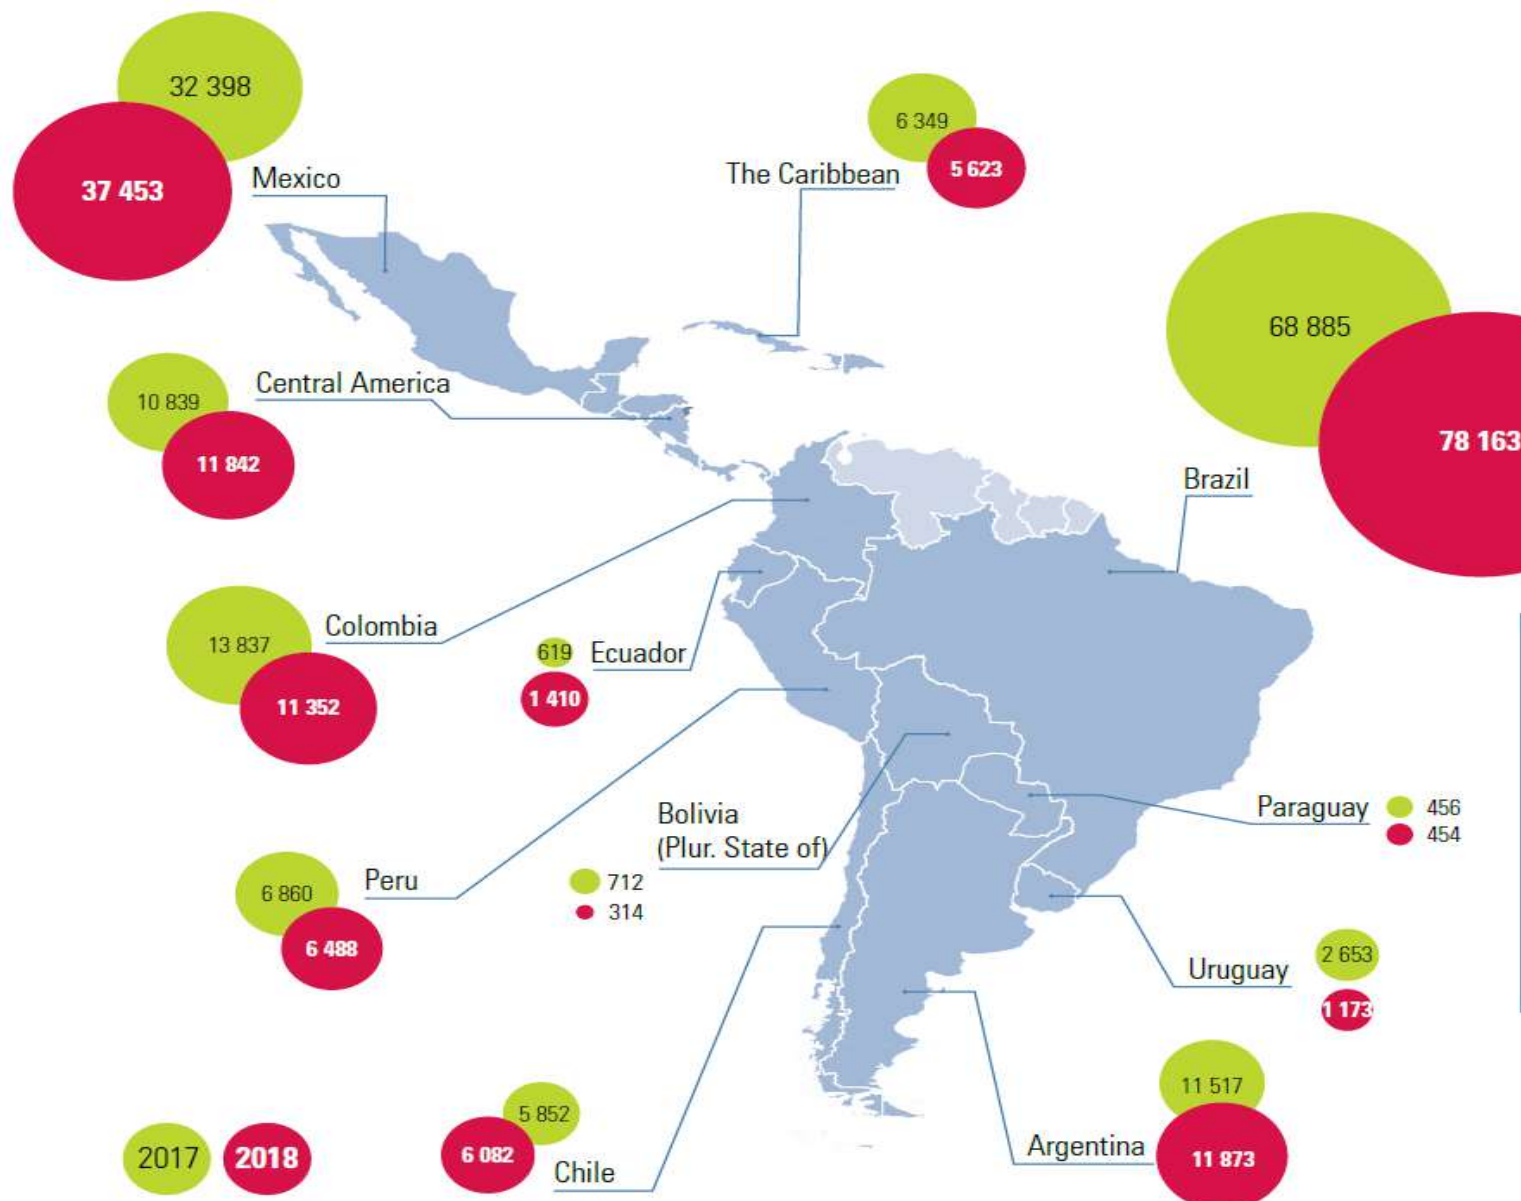 32 398
37 453
Mexico
6 349
The Caribbean
5 623
68 885
78 163
Brazil
10 839
Central America
11 842
13 837
Colombia
11 352
619
Ecuador
1 410
Bolivia
(Plur. State of)
712
314
Paraguay
456
454
6 860
Peru
6 488
2 653
Uruguay
1 173
11 517
Argentina
11 873
5 852
6 082
Chile
2017
2018